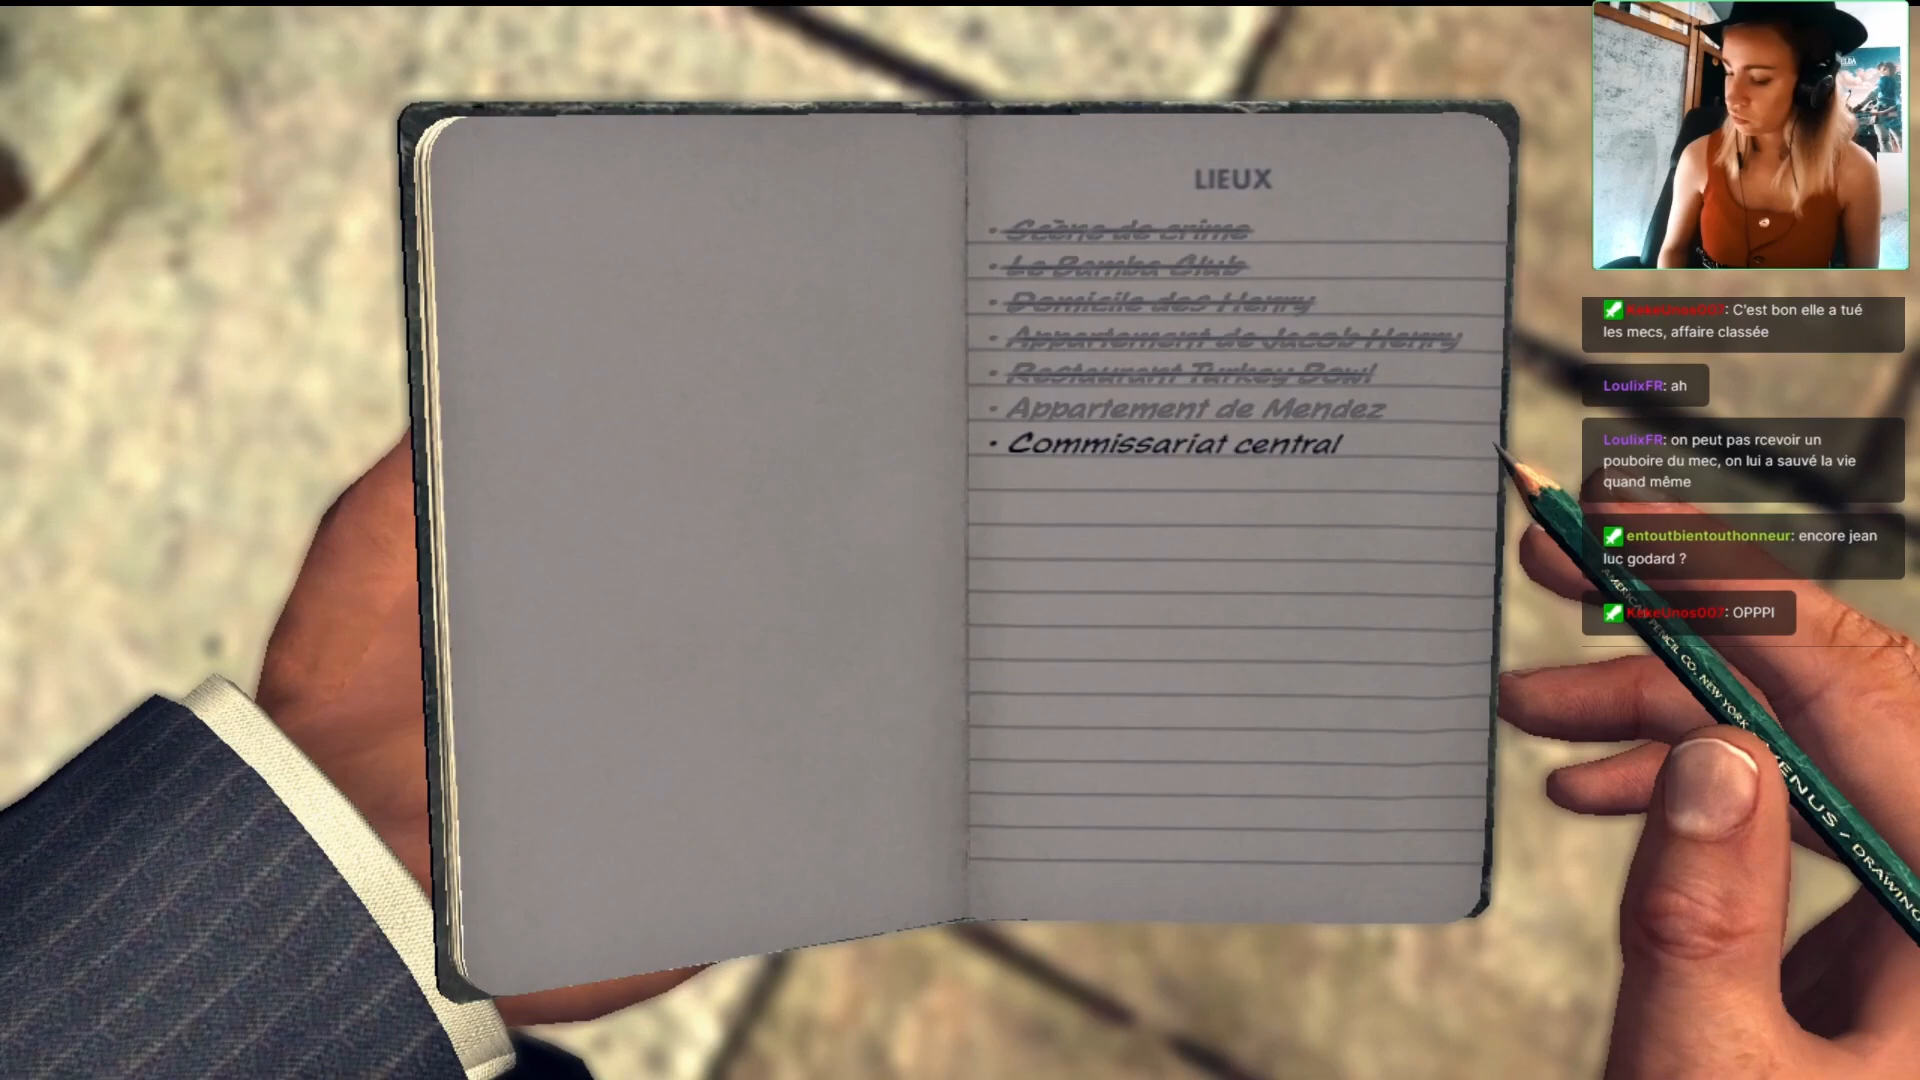 LIEUX
• Scène de crime
• Le Bamba Club
• Domicile des Henry
• Appartement de Jacob Henry
• Restaurant Turkey Bowl
• Appartement de Mendez
• Commissariat central
KekeUnos007: C'est bon elle a tué
les mecs, affaire classée
LoulixFR: ah
LoulixFR: on peut pas rcevoir un
pouboire du mec, on lui a sauvé la vie
quand même
entoutbientouthonneur: encore jean
luc godard ?
KekeUnos007: OPPPI
AMERICAN PENCIL CO. NEW YORK
VENUS / DRAWING